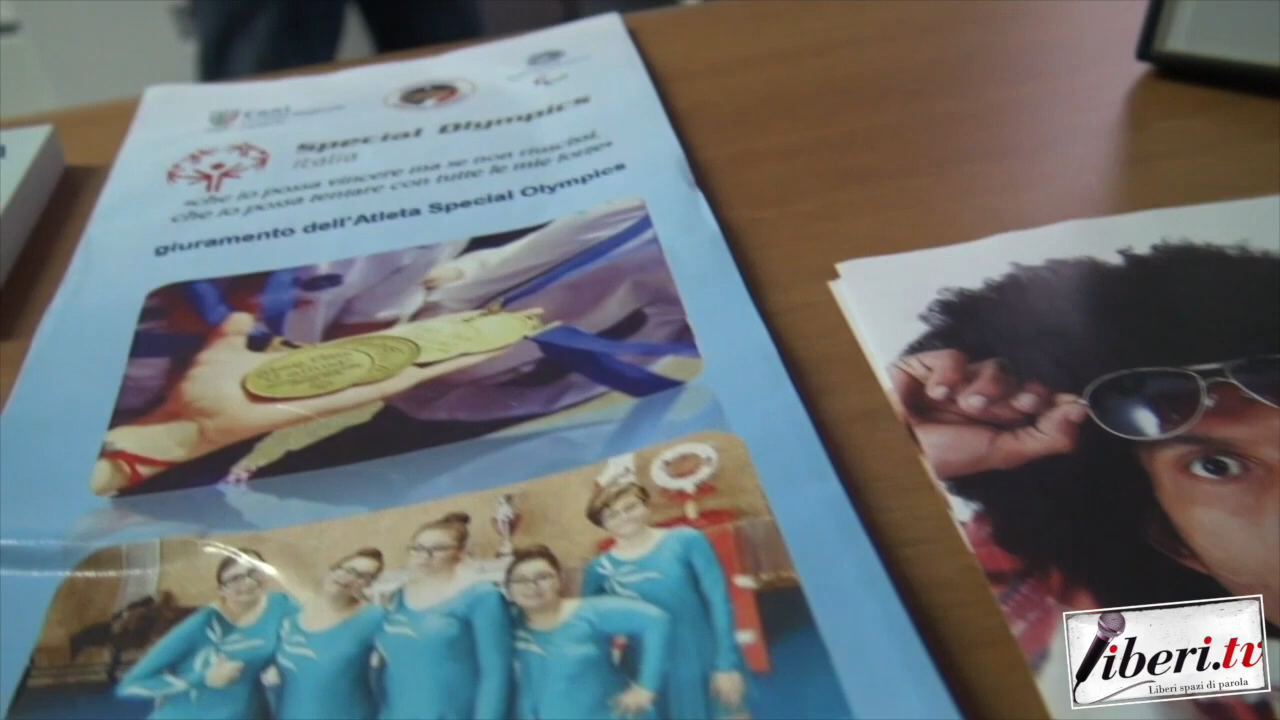 Special Olympics
Italia
«che io possa vincere ma se non riuscissi,
che io possa tentare con tutte le mie forze»
giuramento dell'Atleta Special Olympics
liberi.tv
Liberi spazi di parola